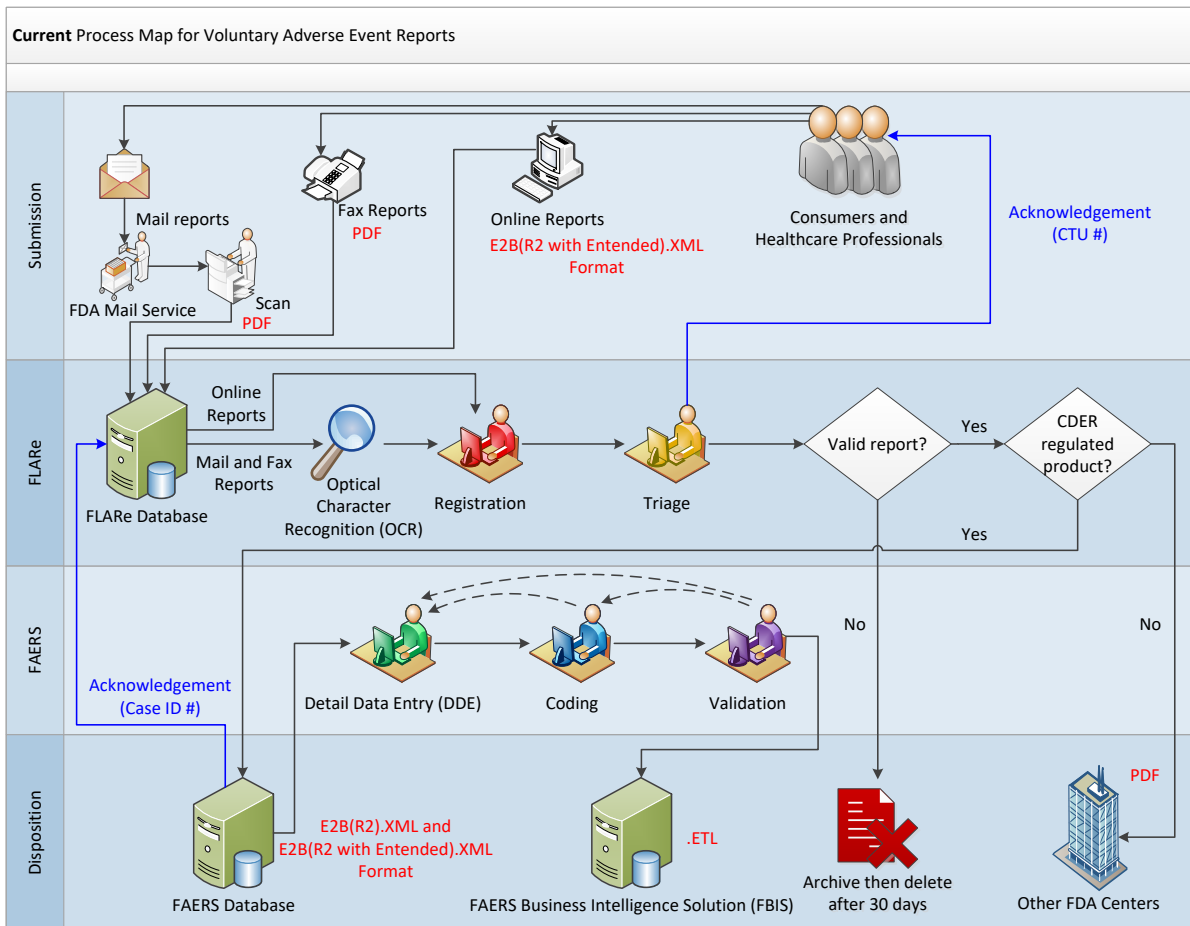 Current Process Map for Voluntary Adverse Event Reports
Submission
Mail reports
FDA Mail Service
Scan
PDF
Fax Reports
PDF
Online Reports
E2B(R2 with Entended).XML
Format
Consumers and
Healthcare Professionals
Acknowledgement
(CTU #)
FLARe
FLARe Database
Online
Reports
Mail and Fax
Reports
Optical
Character
Recognition (OCR)
Registration
Triage
Valid report?
Yes
CDER
regulated
product?
Yes
FAERS
Acknowledgement
(Case ID #)
Detail Data Entry (DDE)
Coding
Validation
No
No
Disposition
FAERS Database
E2B(R2).XML and
E2B(R2 with Entended).XML
Format
FAERS Business Intelligence Solution (FBIS)
.ETL
Archive then delete
after 30 days
PDF
Other FDA Centers